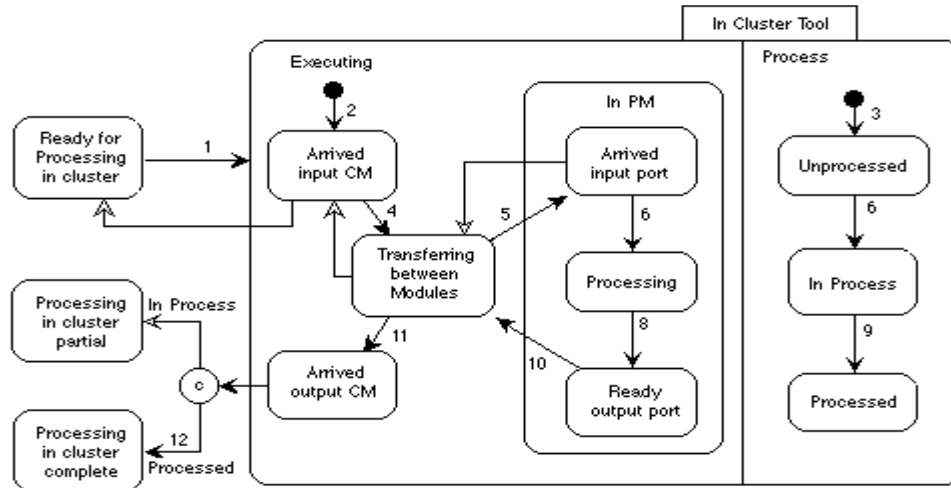 In Cluster Tool
Executing
Process
2
In PM
3
Ready for
Processing
in cluster
1
Arrived
input CM
Arrived
input port
Unprocessed
4
5
6
6
Transferring
between
Modules
Processing
In Process
Processing
in cluster
partial
In Process
11
8
9
10
c
Arrived
output CM
Ready
output port
Processed
Processing
in cluster
complete
12
Processed